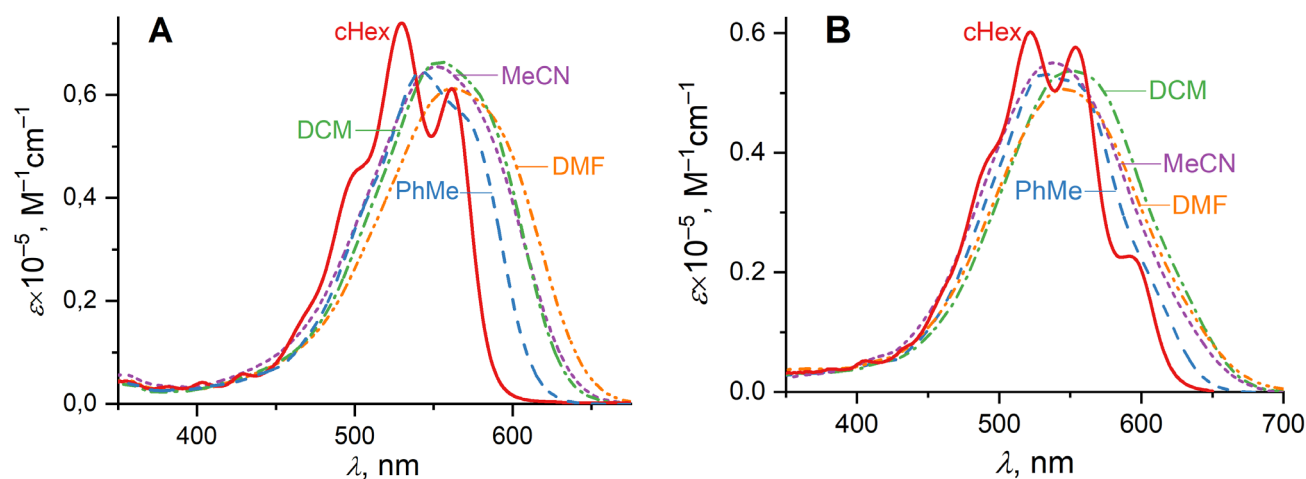 A
cHex
MeCN
DCM
DMF
PhMe
ε×10⁻⁵, M⁻¹cm⁻¹
0,6
0,4
0,2
0,0
400
500
600
λ, nm
B
cHex
DCM
MeCN
PhMe
DMF
ε×10⁻⁵, M⁻¹cm⁻¹
0.6
0.4
0.2
0.0
400
500
600
700
λ, nm